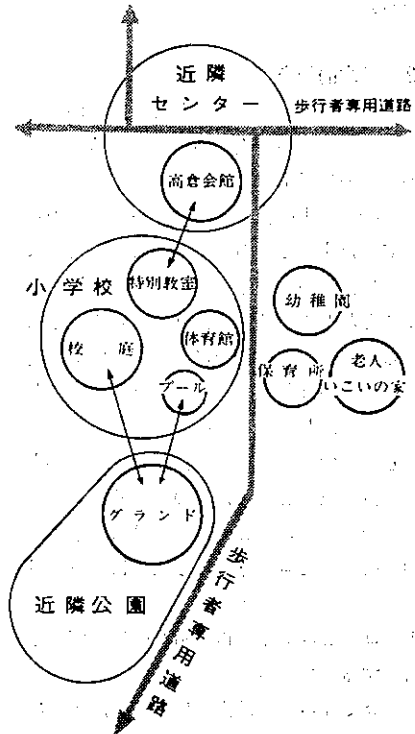 近隣
センター
歩行者専用道路
高倉会館
小学校
特別教室
幼稚園
校庭
体育館
プール
保育所
老人
いこいの家
グランド
近隣公園
歩行者専用道路